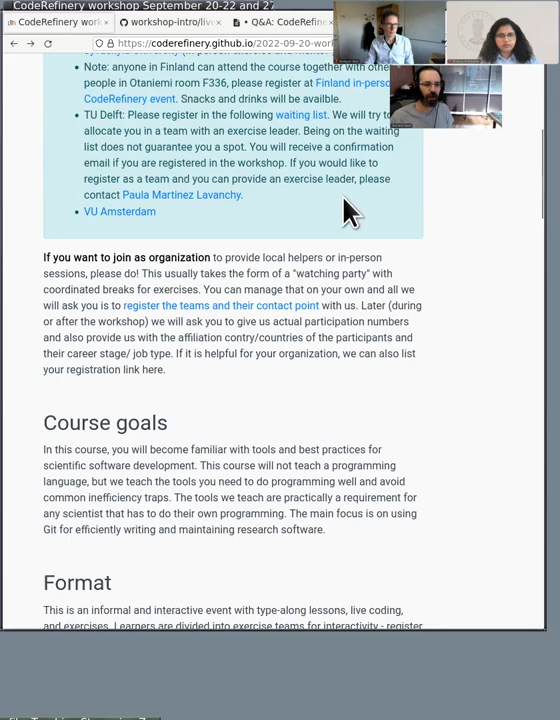 CodeRefinery workshop September 20-22 and 27
CodeRefinery work
workshop-intro/live
• Q&A: CodeRefine
https://coderefinery.github.io/2022-09-20-work
• Note: anyone in Finland can attend the course together with othe
people in Otaniemi room F336, please register at Finland in-perso
CodeRefinery event. Snacks and drinks will be availble.
• TU Delft: Please register in the following waiting list. We will try to
allocate you in a team with an exercise leader. Being on the waiting
list does not guarantee you a spot. You will receive a confirmation
email if you are registered in the workshop. If you would like to
register as a team and you can provide an exercise leader, please
contact Paula Martinez Lavanchy.
• VU Amsterdam
If you want to join as organization to provide local helpers or in-person
sessions, please do! This usually takes the form of a "watching party" with
coordinated breaks for exercises. You can manage that on your own and all we
will ask you is to register the teams and their contact point with us. Later (during
or after the workshop) we will ask you to give us actual participation numbers
and also provide us with the affiliation contry/countries of the participants and
their career stage/ job type. If it is helpful for your organization, we can also list
your registration link here.
Course goals
In this course, you will become familiar with tools and best practices for
scientific software development. This course will not teach a programming
language, but we teach the tools you need to do programming well and avoid
common inefficiency traps. The tools we teach are practically a requirement for
any scientist that has to do their own programming. The main focus is on using
Git for efficiently writing and maintaining research software.
Format
This is an informal and interactive event with type-along lessons, live coding,
and exercises. Learners are divided into exercise teams for interactivity - register